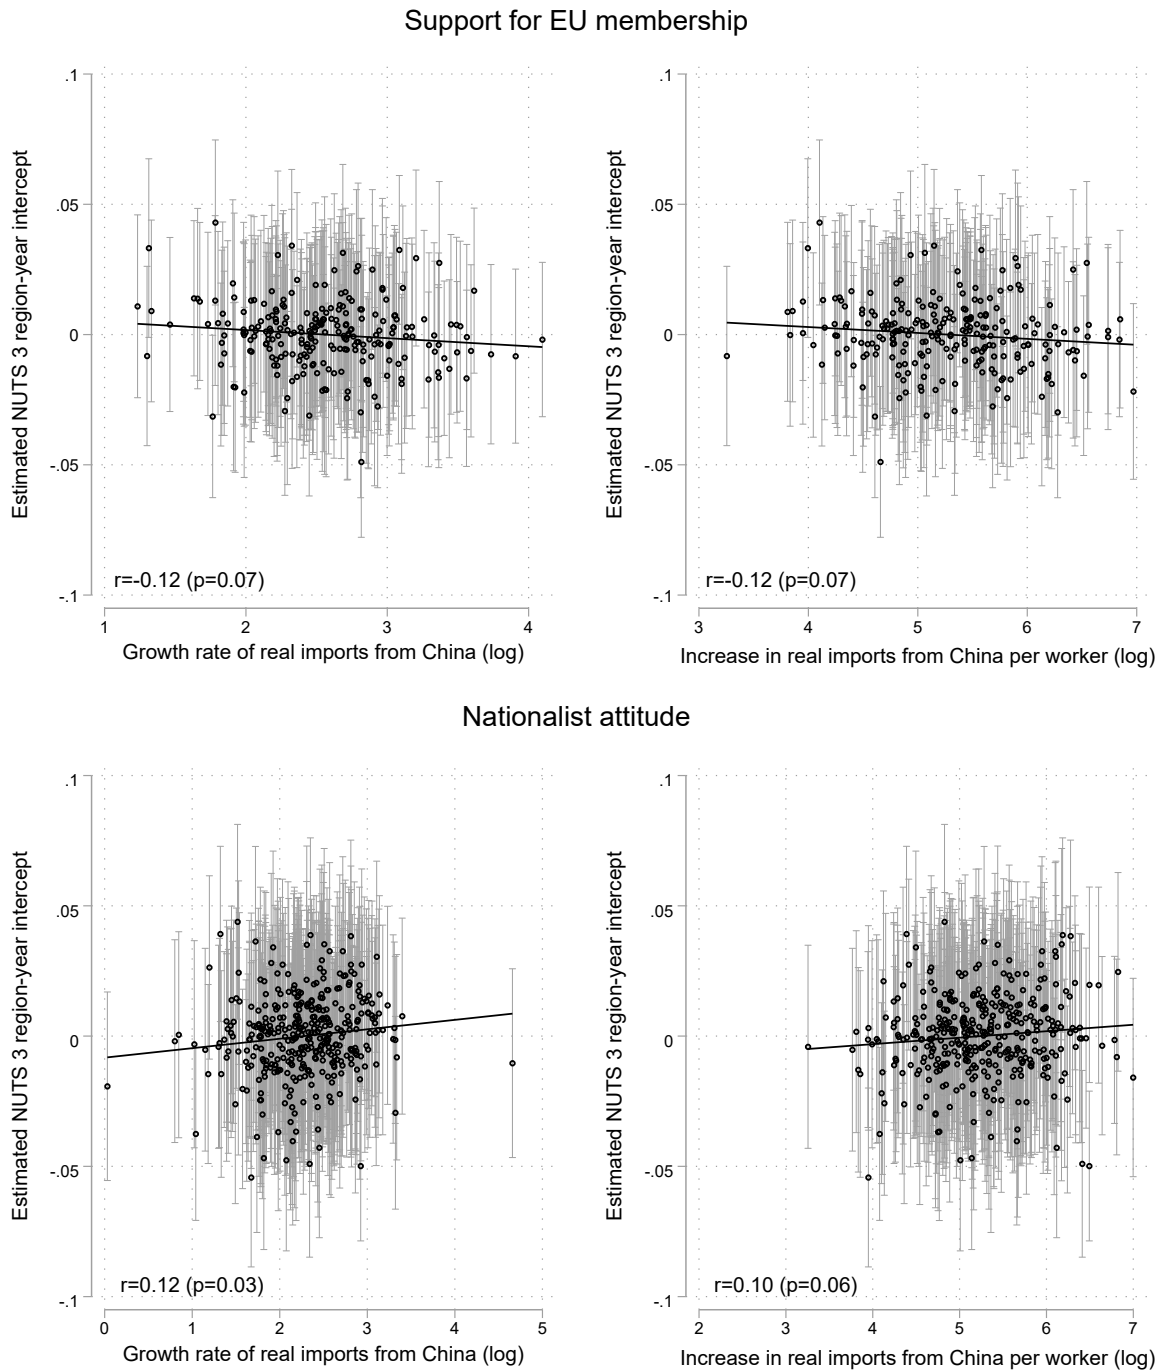 Support for EU membership
Estimated NUTS 3 region-year intercept
.1
.05
0
-.05
-.1
r=-0.12 (p=0.07)
1 2 3 4
Growth rate of real imports from China (log)
Estimated NUTS 3 region-year intercept
.1
.05
0
-.05
-.1
r=-0.12 (p=0.07)
3 4 5 6 7
Increase in real imports from China per worker (log)
Nationalist attitude
Estimated NUTS 3 region-year intercept
.1
.05
0
-.05
-.1
r=0.12 (p=0.03)
0 1 2 3 4 5
Growth rate of real imports from China (log)
Estimated NUTS 3 region-year intercept
.1
.05
0
-.05
-.1
r=0.10 (p=0.06)
2 3 4 5 6 7
Increase in real imports from China per worker (log)